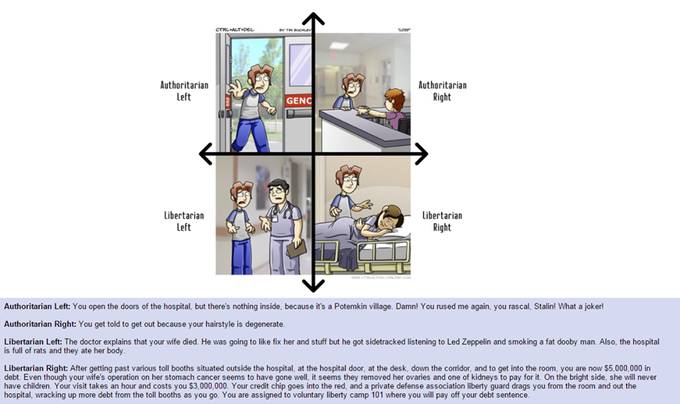 CTRL+ALT+DEL
BY TIM BUCKLEY
Authoritarian
Left
Authoritarian
Right
GENC
Libertarian
Left
Libertarian
Right
Authoritarian Left: You open the doors of the hospital, but there's nothing inside, because it's a Potemkin village. Damn! You rused me again, you rascal, Stalin! What a joker!
Authoritarian Right: You get told to get out because your hairstyle is degenerate.
Libertarian Left: The doctor explains that your wife died. He was going to like fix her and stuff but he got sidetracked listening to Led Zeppelin and smoking a fat dooby man. Also, the hospital
is full of rats and they ate her body.
Libertarian Right: After getting past various toll booths situated outside the hospital, at the hospital door, at the desk, down the corridor, and to get into the room, you are now $5,000,000 in
debt. Even though your wife's operation on her stomach cancer seems to have gone well, it seems they removed her ovaries and one of kidneys to pay for it. On the bright side, she will never
have children. Your visit takes an hour and costs you $3,000,000. Your credit chip goes into the red, and a private defense association liberty guard drags you from the room and out the
hospital, wracking up more debt from the toll booths as you go. You are assigned to voluntary liberty camp 101 where you will pay off your debt sentence.